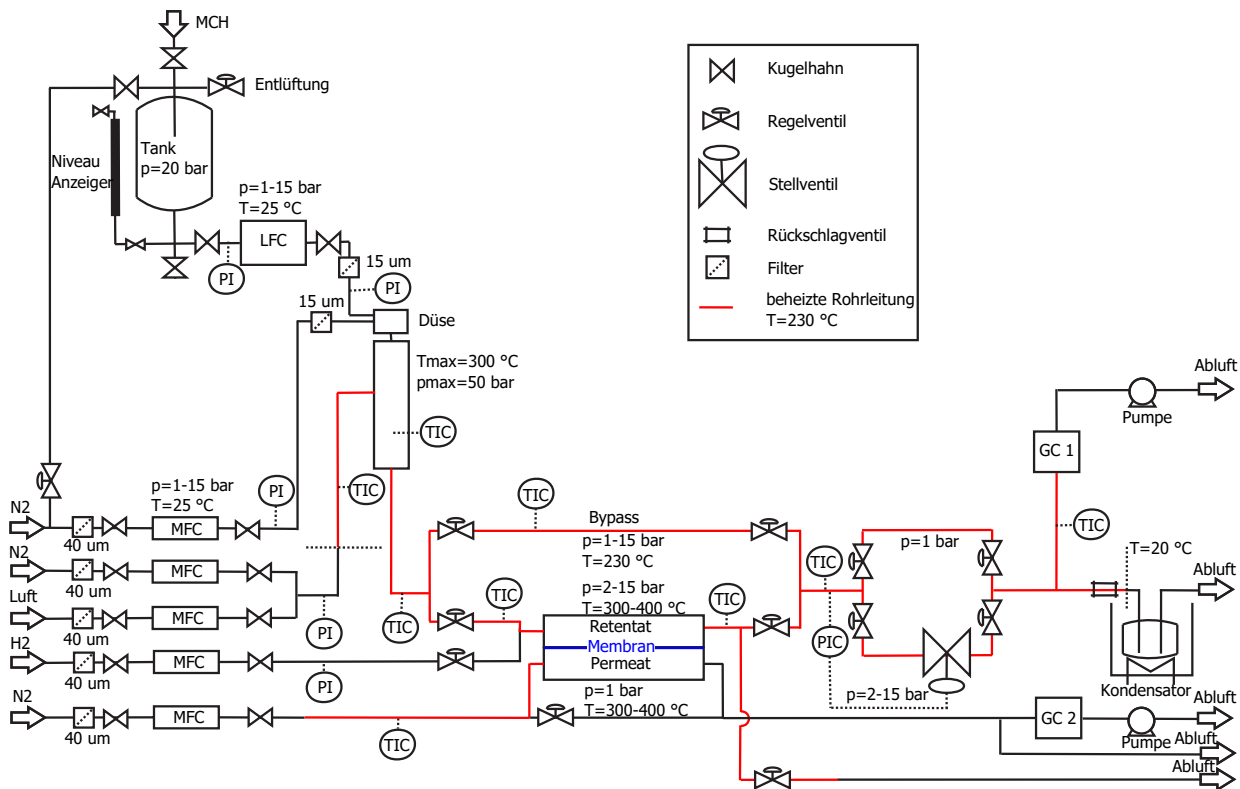 MCH
Entlüftung
Tank
p=20 bar
Niveau
Anzeiger
p=1-15 bar
T=25 °C
LFC
PI
15 um
PI
15 um
Düse
Tmax=300 °C
pmax=50 bar
TIC
Kugelhahn
Regelventil
Stellventil
Rückschlagventil
Filter
beheizte Rohrleitung
T=230 °C
N2
40 um
p=1-15 bar
T=25 °C
MFC
PI
TIC
N2
40 um
MFC
Luft
40 um
MFC
PI
H2
40 um
MFC
PI
N2
40 um
MFC
TIC
TIC
TIC
Bypass
p=1-15 bar
T=230 °C
TIC
p=2-15 bar
T=300-400 °C
Retentat
Membran
Permeat
p=1 bar
T=300-400 °C
TIC
TIC
PIC
p=1 bar
p=2-15 bar
GC 1
Pumpe
Abluft
TIC
T=20 °C
Abluft
Kondensator
GC 2
Pumpe
Abluft
Abluft
Abluft